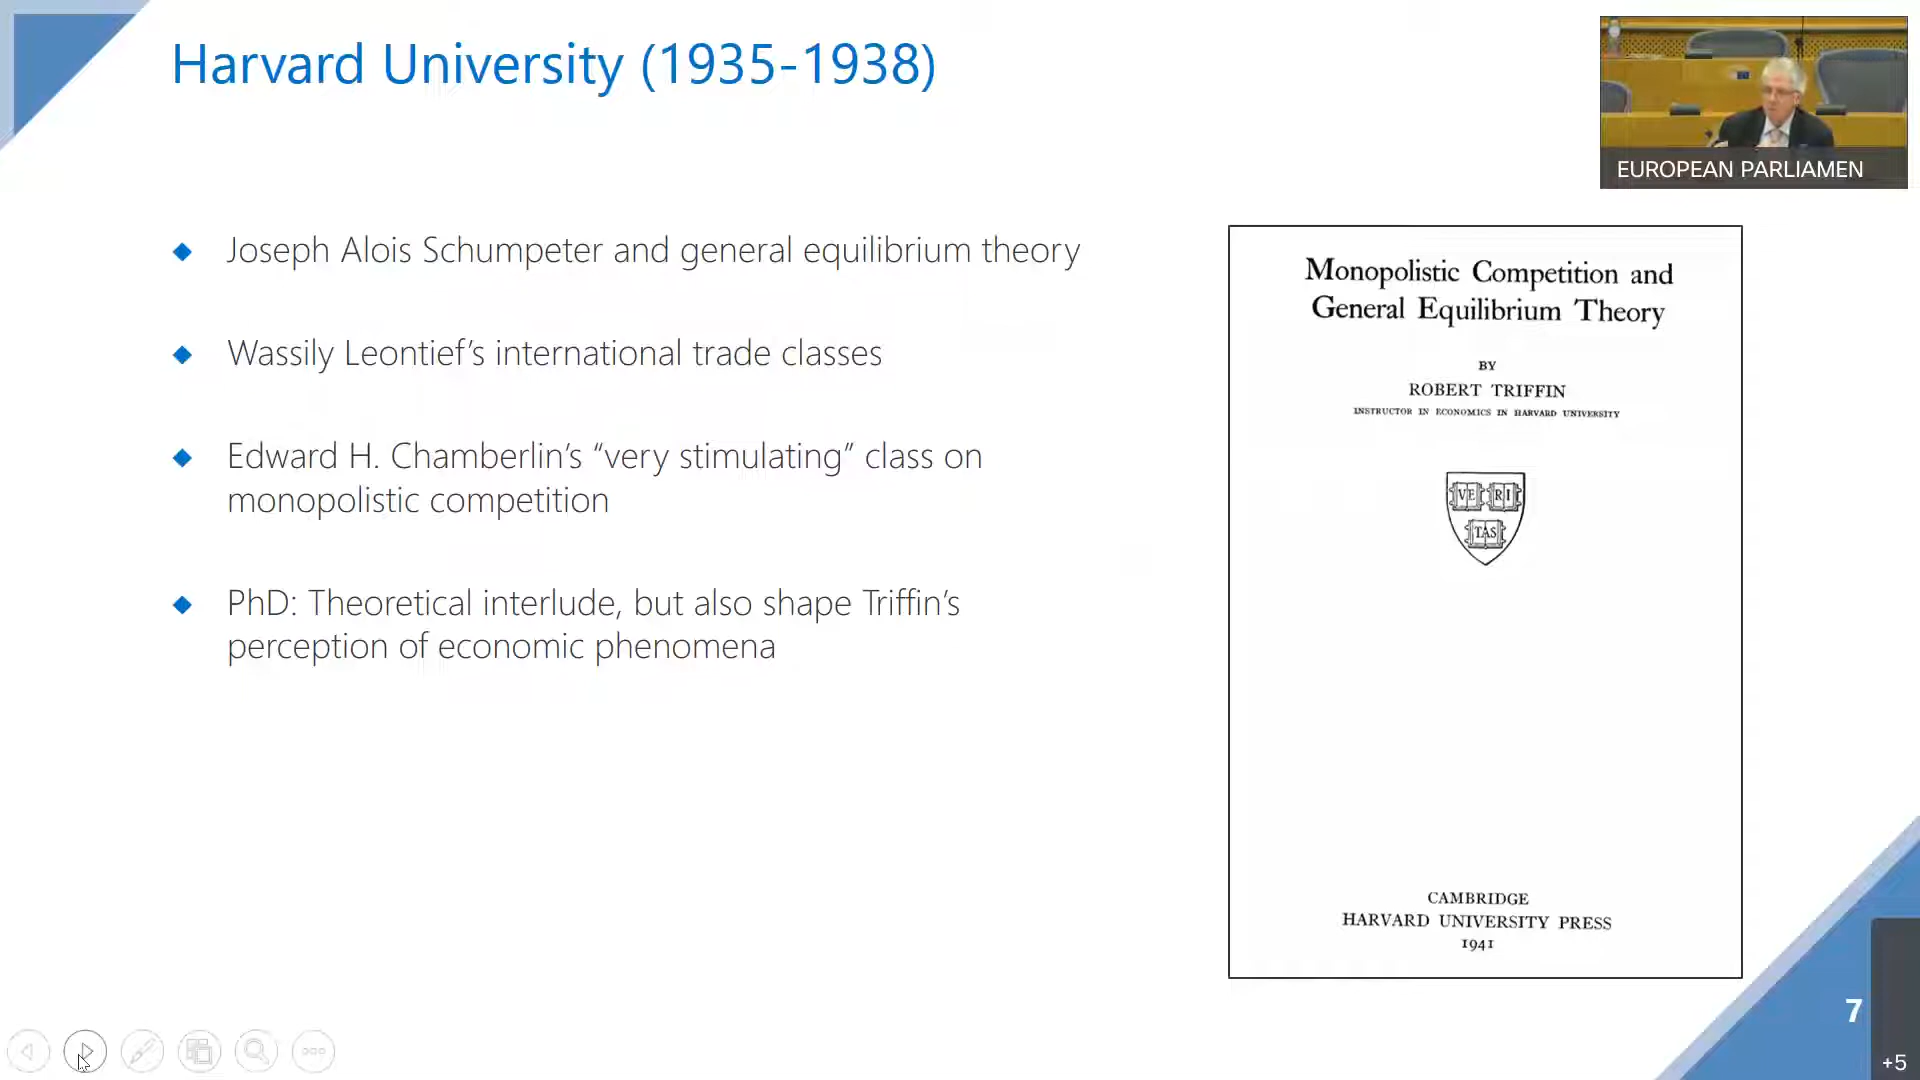 Harvard University (1935-1938)
EUROPEAN PARLIAMEN
Joseph Alois Schumpeter and general equilibrium theory
Wassily Leontief’s international trade classes
Edward H. Chamberlin’s “very stimulating” class on
monopolistic competition
PhD: Theoretical interlude, but also shape Triffin’s
perception of economic phenomena
Monopolistic Competition and
General Equilibrium Theory
BY
ROBERT TRIFFIN
INSTRUCTOR IN ECONOMICS IN HARVARD UNIVERSITY
VE RI
TAS
CAMBRIDGE
HARVARD UNIVERSITY PRESS
1941
7
+5